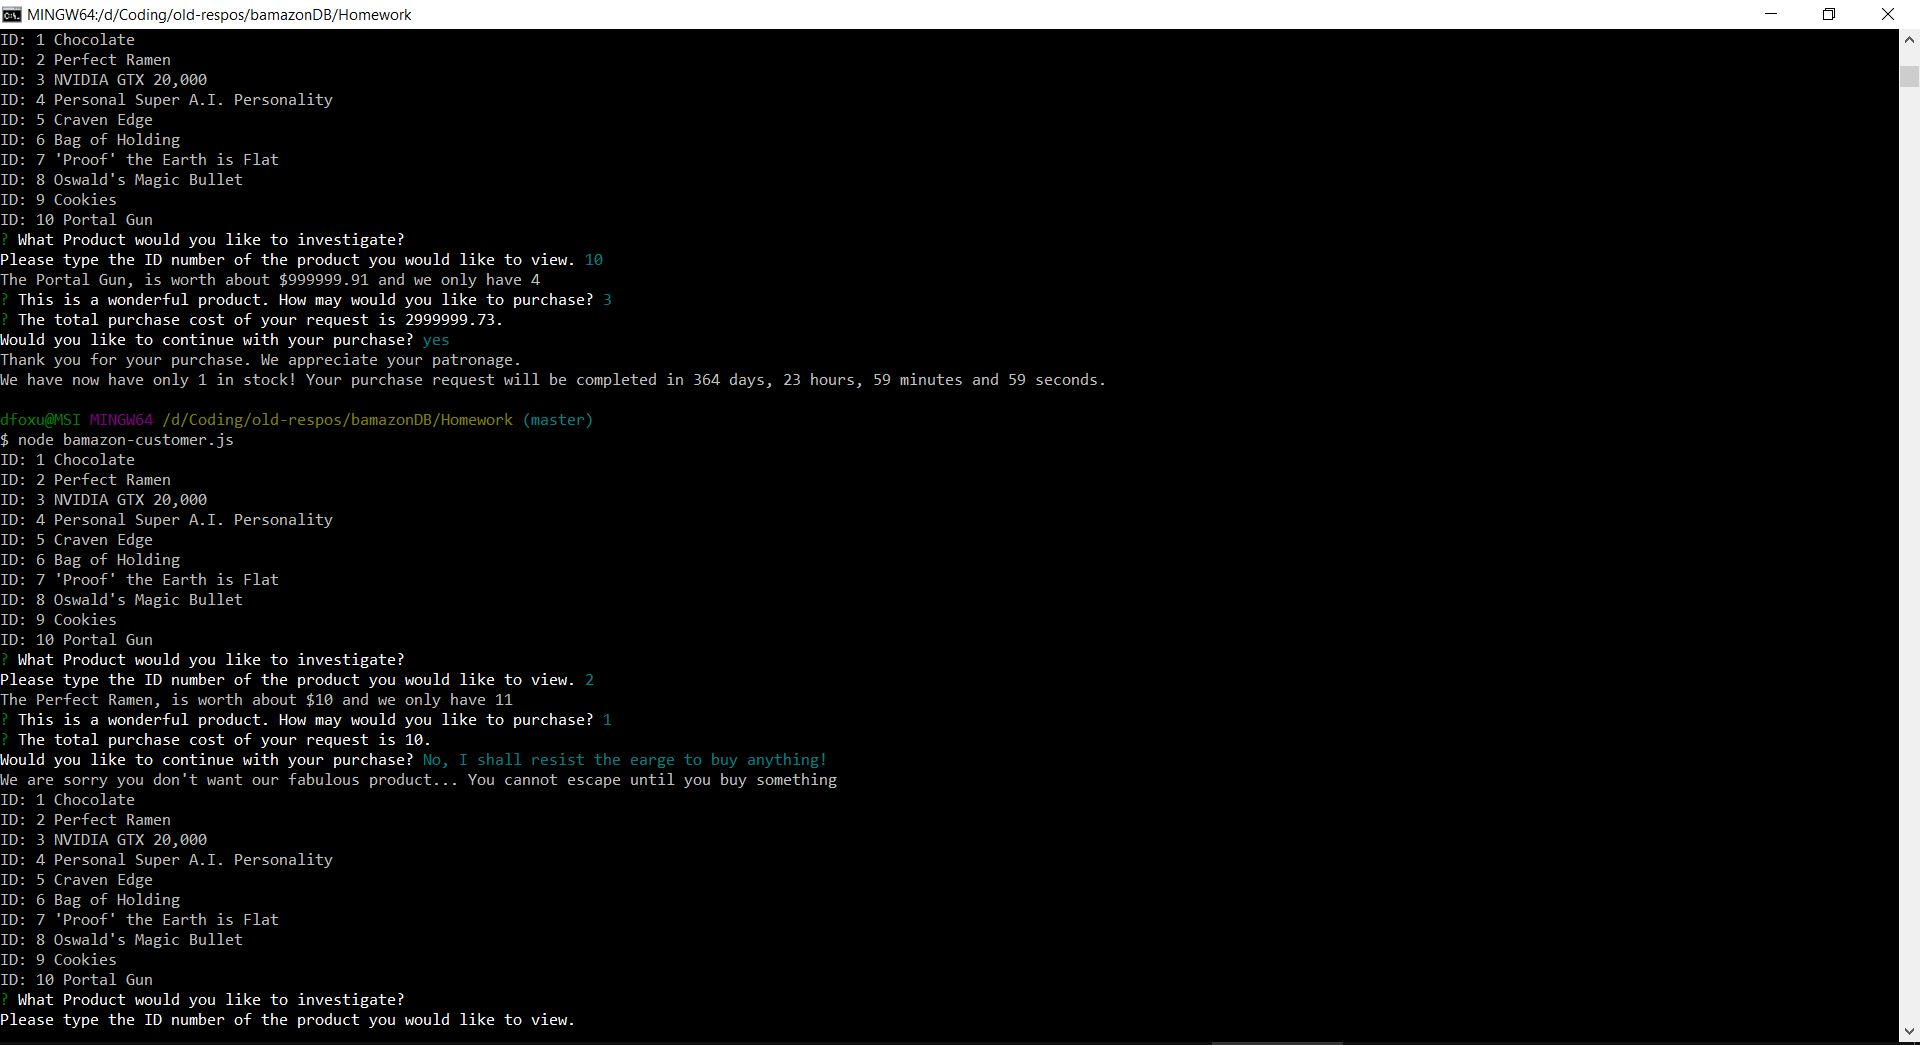 MINGW64:/d/Coding/old-respos/bamazonDB/Homework
ID: 1 Chocolate
ID: 2 Perfect Ramen
ID: 3 NVIDIA GTX 20,000
ID: 4 Personal Super A.I. Personality
ID: 5 Craven Edge
ID: 6 Bag of Holding
ID: 7 'Proof' the Earth is Flat
ID: 8 Oswald's Magic Bullet
ID: 9 Cookies
ID: 10 Portal Gun
? What Product would you like to investigate?
Please type the ID number of the product you would like to view. 10
The Portal Gun, is worth about $999999.91 and we only have 4
? This is a wonderful product. How may would you like to purchase? 3
? The total purchase cost of your request is 2999999.73.
Would you like to continue with your purchase? yes
Thank you for your purchase. We appreciate your patronage.
We have now have only 1 in stock! Your purchase request will be completed in 364 days, 23 hours, 59 minutes and 59 seconds.
dfoxu@MSI MINGW64 /d/Coding/old-respos/bamazonDB/Homework (master)
$ node bamazon-customer.js
ID: 1 Chocolate
ID: 2 Perfect Ramen
ID: 3 NVIDIA GTX 20,000
ID: 4 Personal Super A.I. Personality
ID: 5 Craven Edge
ID: 6 Bag of Holding
ID: 7 'Proof' the Earth is Flat
ID: 8 Oswald's Magic Bullet
ID: 9 Cookies
ID: 10 Portal Gun
? What Product would you like to investigate?
Please type the ID number of the product you would like to view. 2
The Perfect Ramen, is worth about $10 and we only have 11
? This is a wonderful product. How may would you like to purchase? 1
? The total purchase cost of your request is 10.
Would you like to continue with your purchase? No, I shall resist the earge to buy anything!
We are sorry you don't want our fabulous product... You cannot escape until you buy something
ID: 1 Chocolate
ID: 2 Perfect Ramen
ID: 3 NVIDIA GTX 20,000
ID: 4 Personal Super A.I. Personality
ID: 5 Craven Edge
ID: 6 Bag of Holding
ID: 7 'Proof' the Earth is Flat
ID: 8 Oswald's Magic Bullet
ID: 9 Cookies
ID: 10 Portal Gun
? What Product would you like to investigate?
Please type the ID number of the product you would like to view.